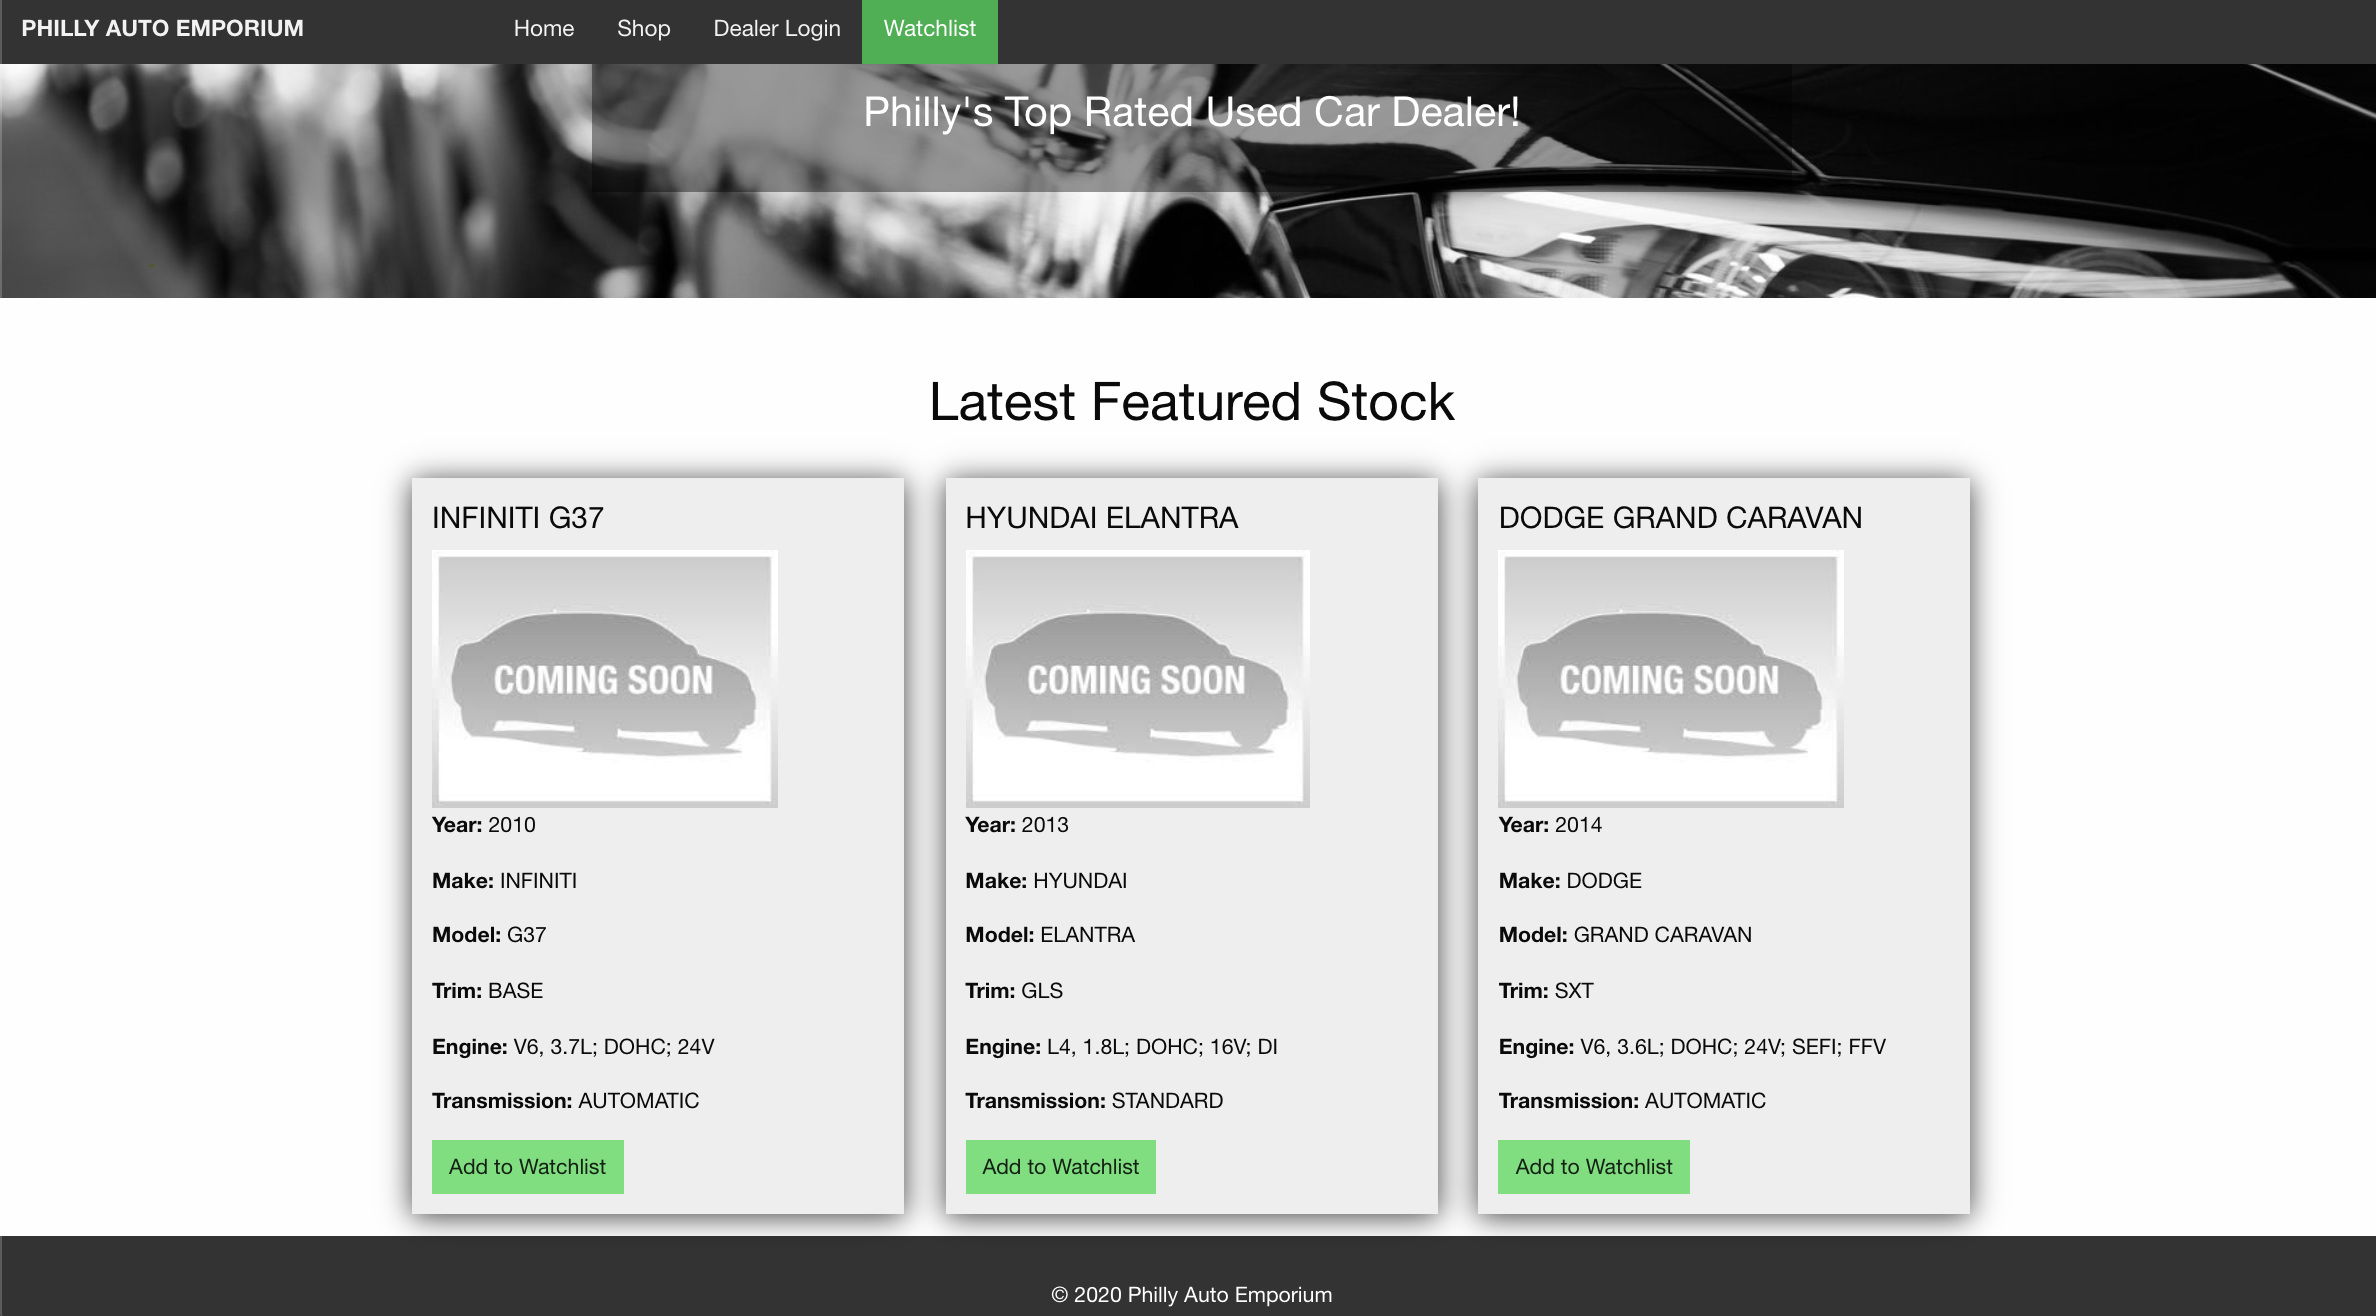 PHILLY AUTO EMPORIUM Home Shop Dealer Login Watchlist
Philly's Top Rated Used Car Dealer!
Latest Featured Stock
INFINITI G37
COMING SOON
Year: 2010
Make: INFINITI
Model: G37
Trim: BASE
Engine: V6, 3.7L; DOHC; 24V
Transmission: AUTOMATIC
Add to Watchlist
HYUNDAI ELANTRA
COMING SOON
Year: 2013
Make: HYUNDAI
Model: ELANTRA
Trim: GLS
Engine: L4, 1.8L; DOHC; 16V; DI
Transmission: STANDARD
Add to Watchlist
DODGE GRAND CARAVAN
COMING SOON
Year: 2014
Make: DODGE
Model: GRAND CARAVAN
Trim: SXT
Engine: V6, 3.6L; DOHC; 24V; SEFI; FFV
Transmission: AUTOMATIC
Add to Watchlist
© 2020 Philly Auto Emporium